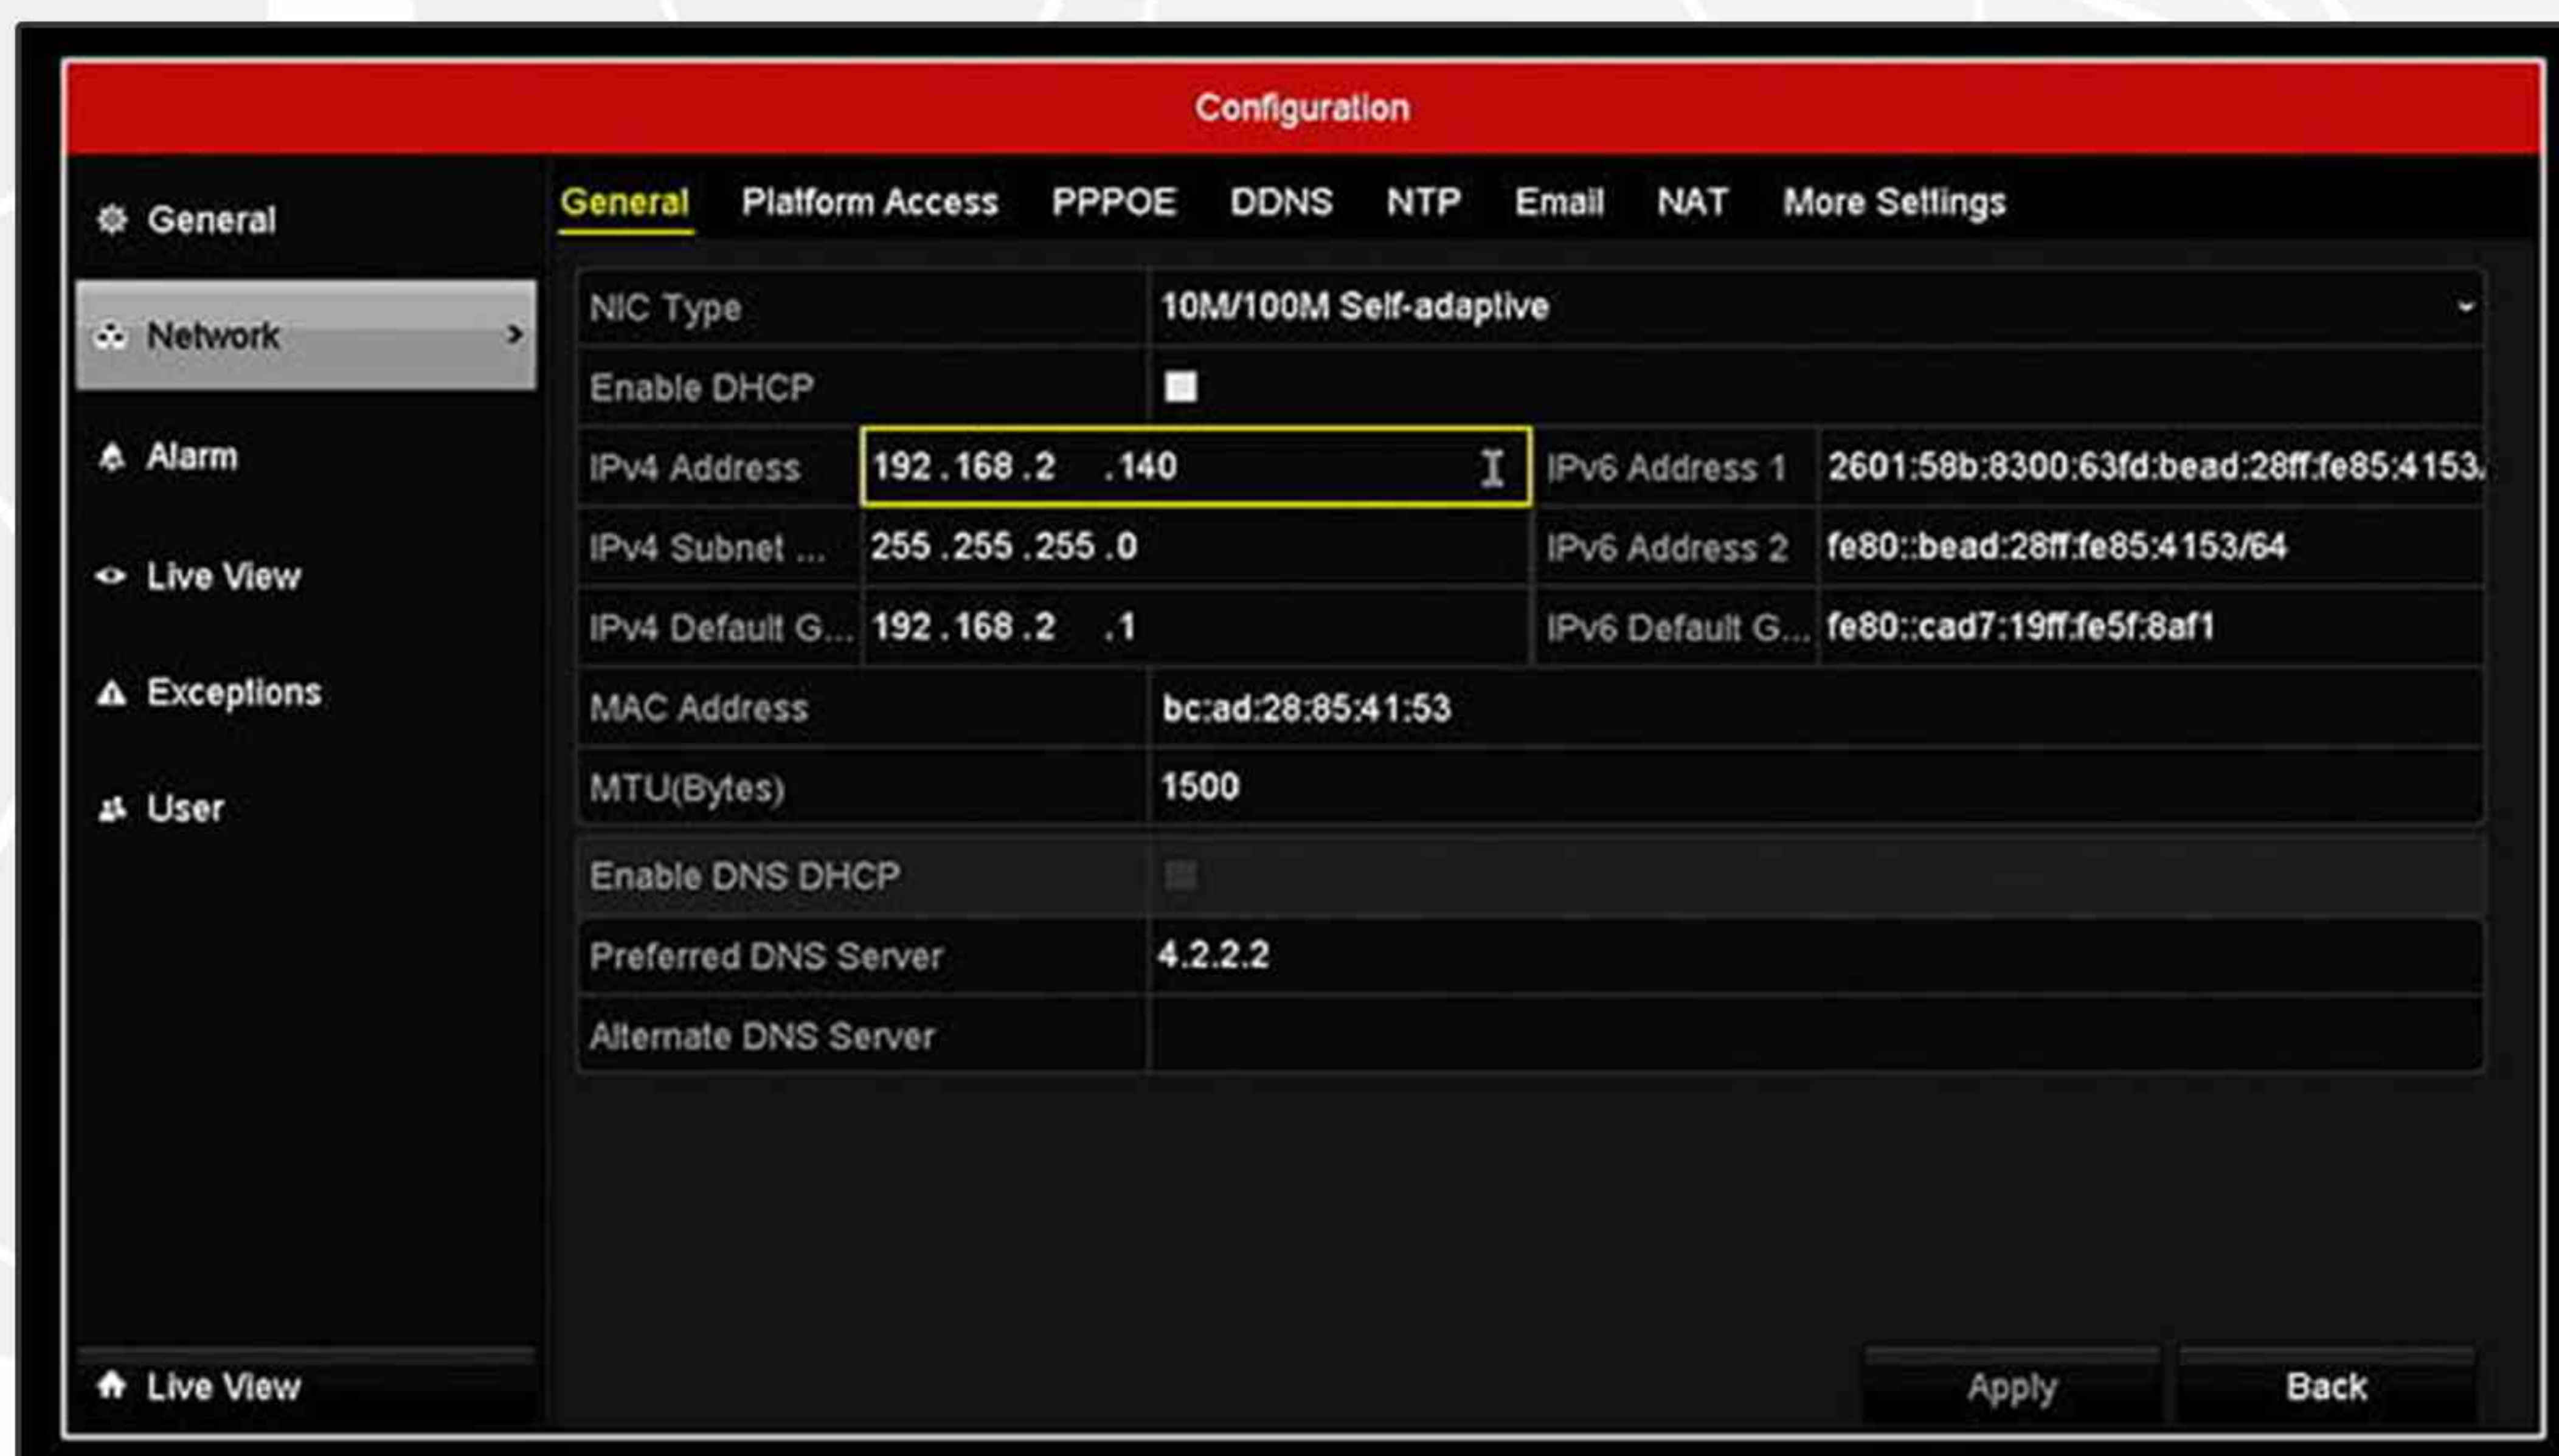 Configuration
General
Network
Alarm
Live View
Exceptions
User
Live View
General Platform Access PPPOE DDNS NTP Email NAT More Settings
NIC Type 10M/100M Self-adaptive
Enable DHCP
IPv4 Address 192.168.2.140 IPv6 Address 1 2601:58b:8300:63fd:bead:28ff:fe85:4153/
IPv4 Subnet ... 255.255.255.0 IPv6 Address 2 fe80::bead:28ff:fe85:4153/64
IPv4 Default G... 192.168.2.1 IPv6 Default G... fe80::cad7:19ff:fe5f:8af1
MAC Address bc:ad:28:85:41:53
MTU(Bytes) 1500
Enable DNS DHCP
Preferred DNS Server 4.2.2.2
Alternate DNS Server
Apply Back